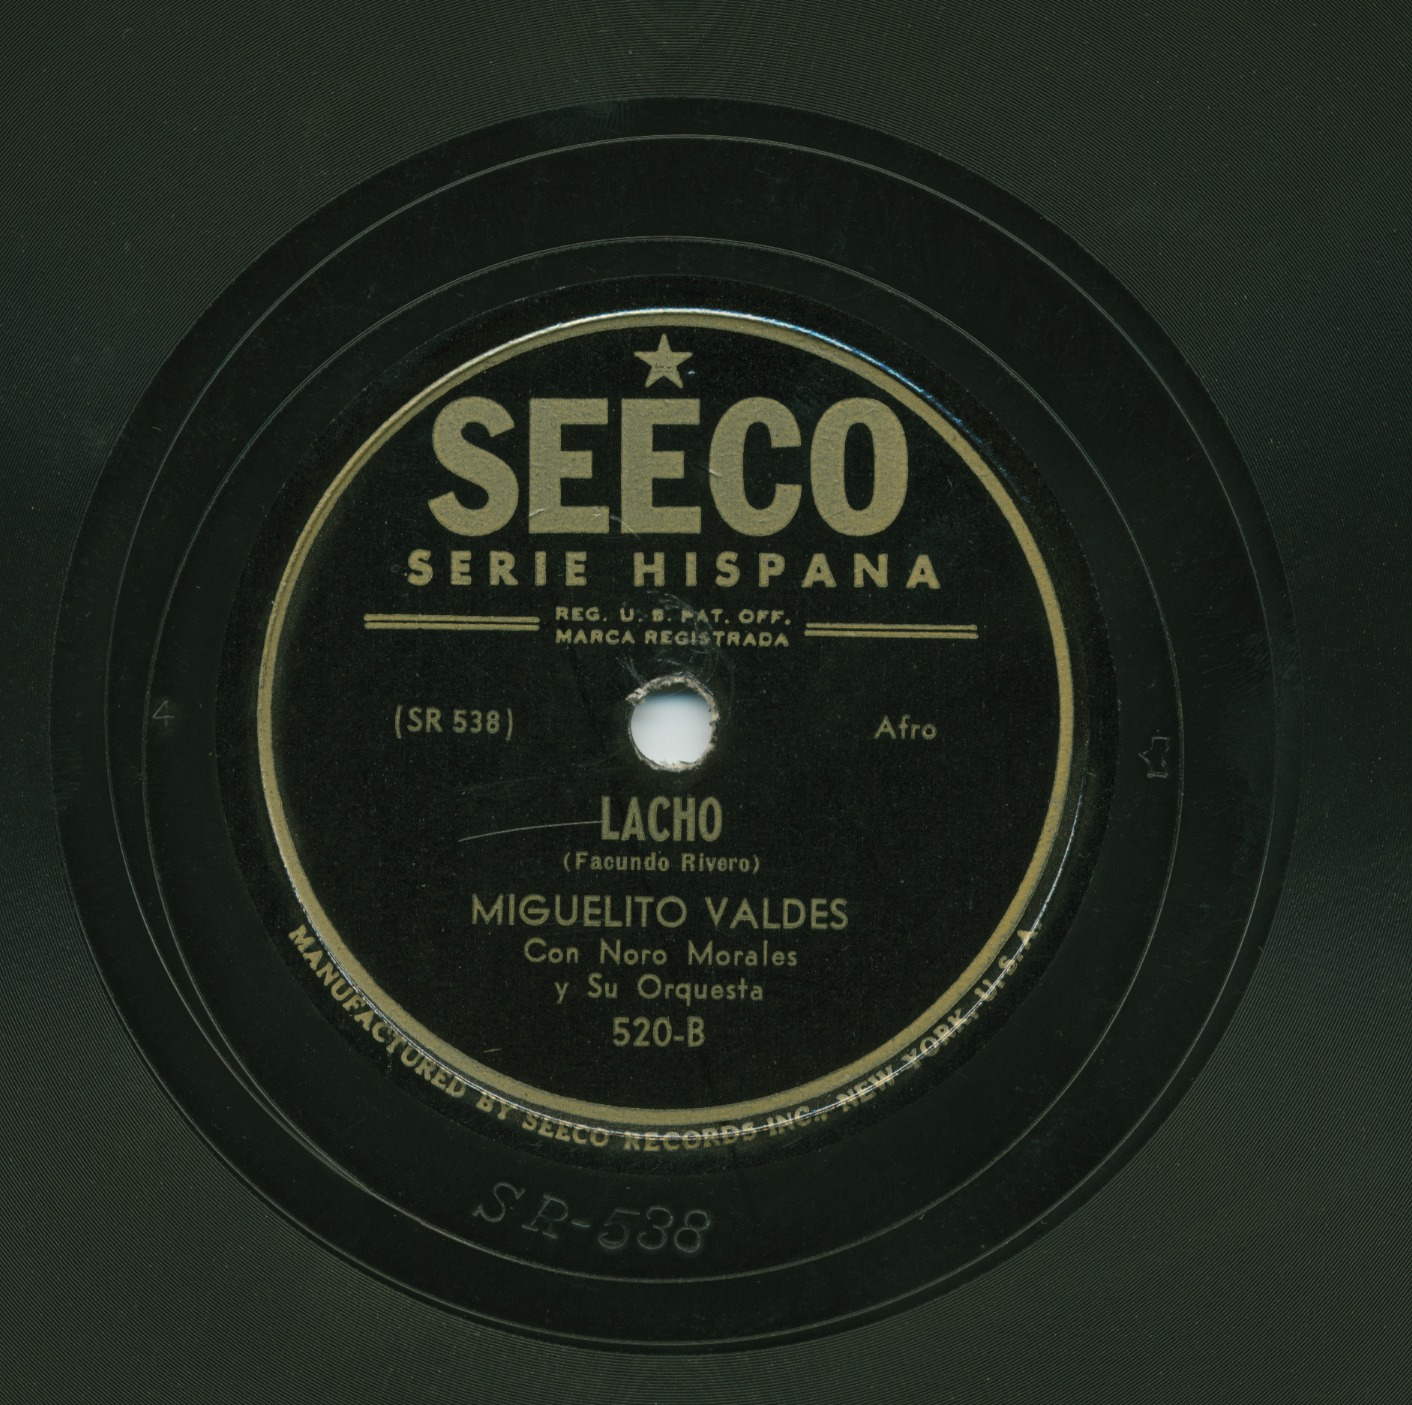 SEECO
SERIE HISPANA
REG. U. S. PAT. OFF.
MARCA REGISTRADA
(SR 538)
Afro
4
LACHO
(Facundo Rivero)
MIGUELITO VALDES
Con Noro Morales
y Su Orquesta
520-B
MANUFACTURED BY SEECO RECORDS INC., NEW YORK, U.S.A.
SR-538